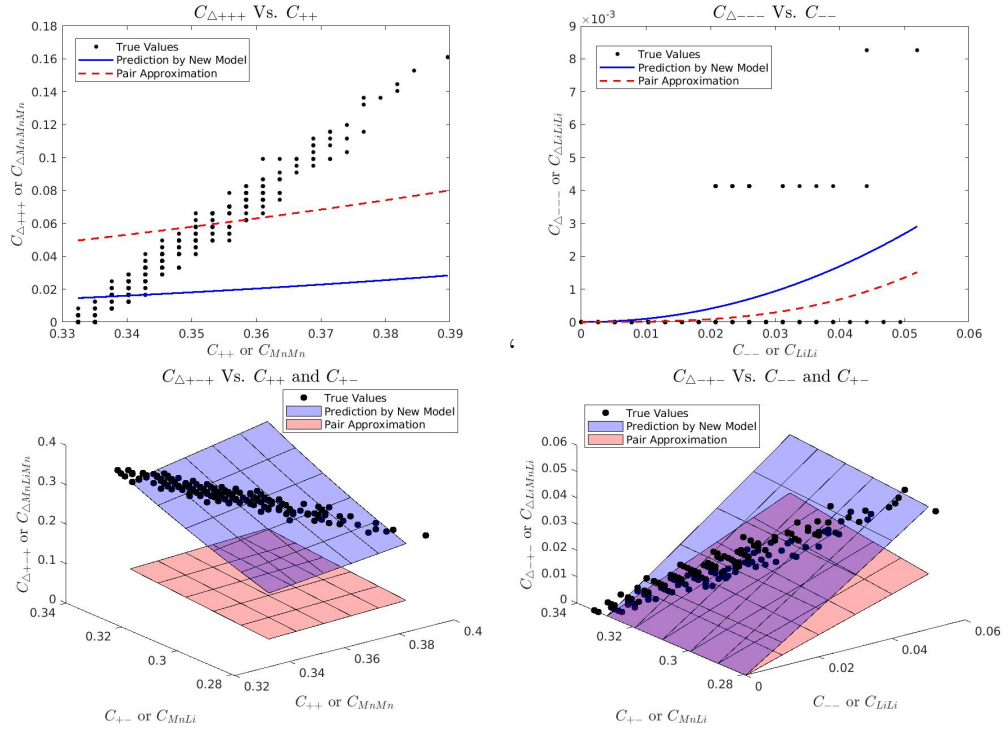 C△+++ Vs. C++
True Values
Prediction by New Model
Pair Approximation
C△+++ or C△MnMnMn
0.18
0.16
0.14
0.12
0.1
0.08
0.06
0.04
0.02
0
0.33
0.34
0.35
0.36
0.37
0.38
0.39
C++ or CMnMn
C△−−− Vs. C−−
×10⁻³
True Values
Prediction by New Model
Pair Approximation
C△−−− or C△LiLiLi
9
8
7
6
5
4
3
2
1
0
0
0.01
0.02
0.03
0.04
0.05
0.06
C−− or CLiLi
‘
C△+−+ Vs. C++ and C+−
True Values
Prediction by New Model
Pair Approximation
C△+−+ or C△MnLiMn
0.4
0.3
0.2
0.1
0
0.34
0.32
0.3
0.28
C+− or CMnLi
0.32
0.34
0.36
0.38
0.4
C++ or CMnMn
C△−+− Vs. C−− and C+−
True Values
Prediction by New Model
Pair Approximation
C△−+− or C△LiMnLi
0.06
0.05
0.04
0.03
0.02
0.01
0
0.34
0.32
0.3
0.28
C+− or CMnLi
0
0.02
0.04
0.06
C−− or CLiLi